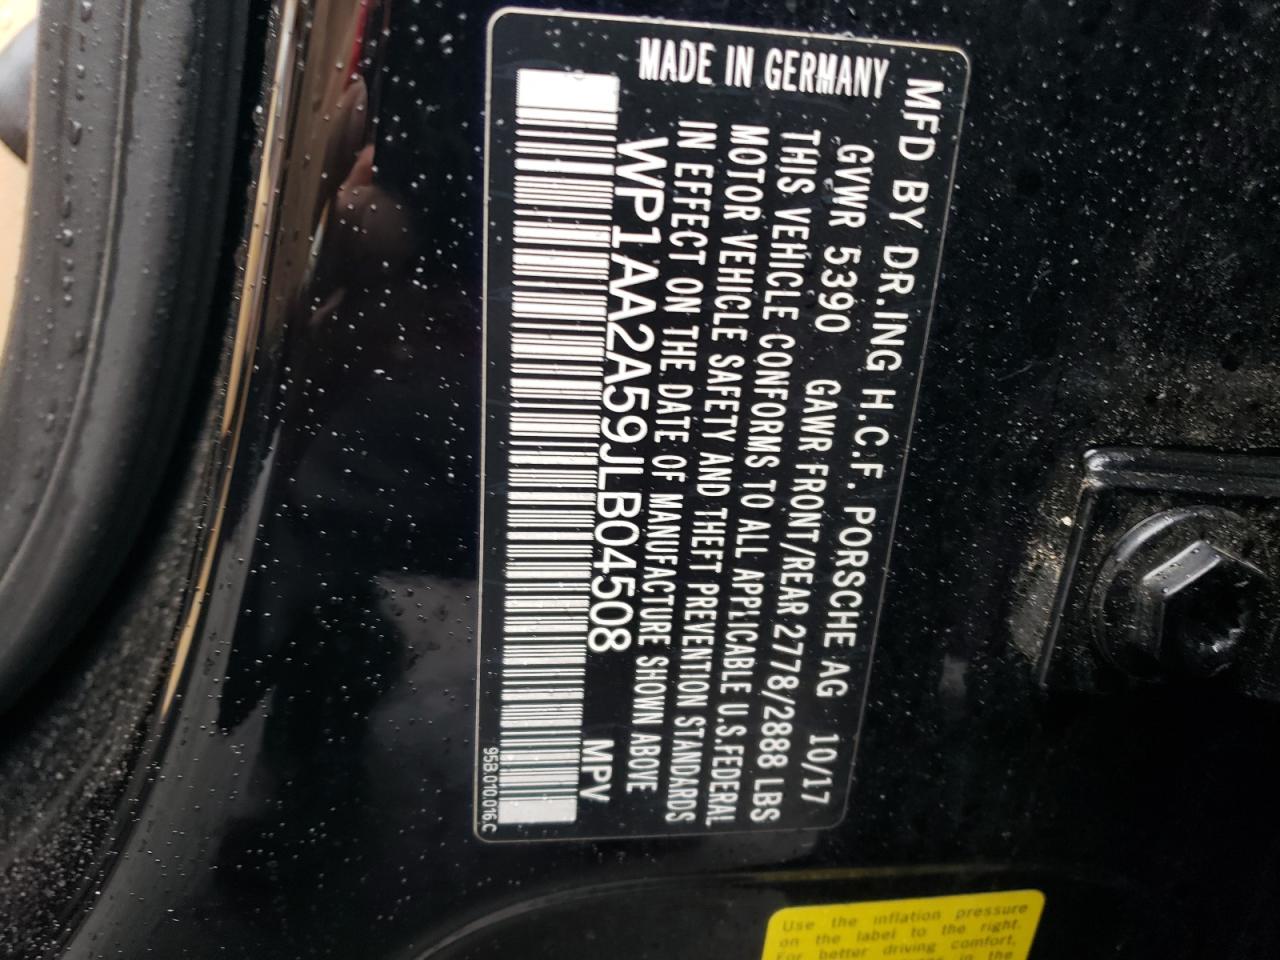 MFD BY DR.ING H.C.F. PORSCHE AG 10/17
MADE IN GERMANY
GVWR 5390 GAWR FRONT/REAR 2778/2888 LBS
THIS VEHICLE CONFORMS TO ALL APPLICABLE U.S.FEDERAL
MOTOR VEHICLE SAFETY AND THEFT PREVENTION STANDARDS
IN EFFECT ON THE DATE OF MANUFACTURE SHOWN ABOVE
WP1AA2A59JLB04508 MPV
95B.010.016.C
Use the inflation pressure
on the label to the right.
For better driving comfort,
in the